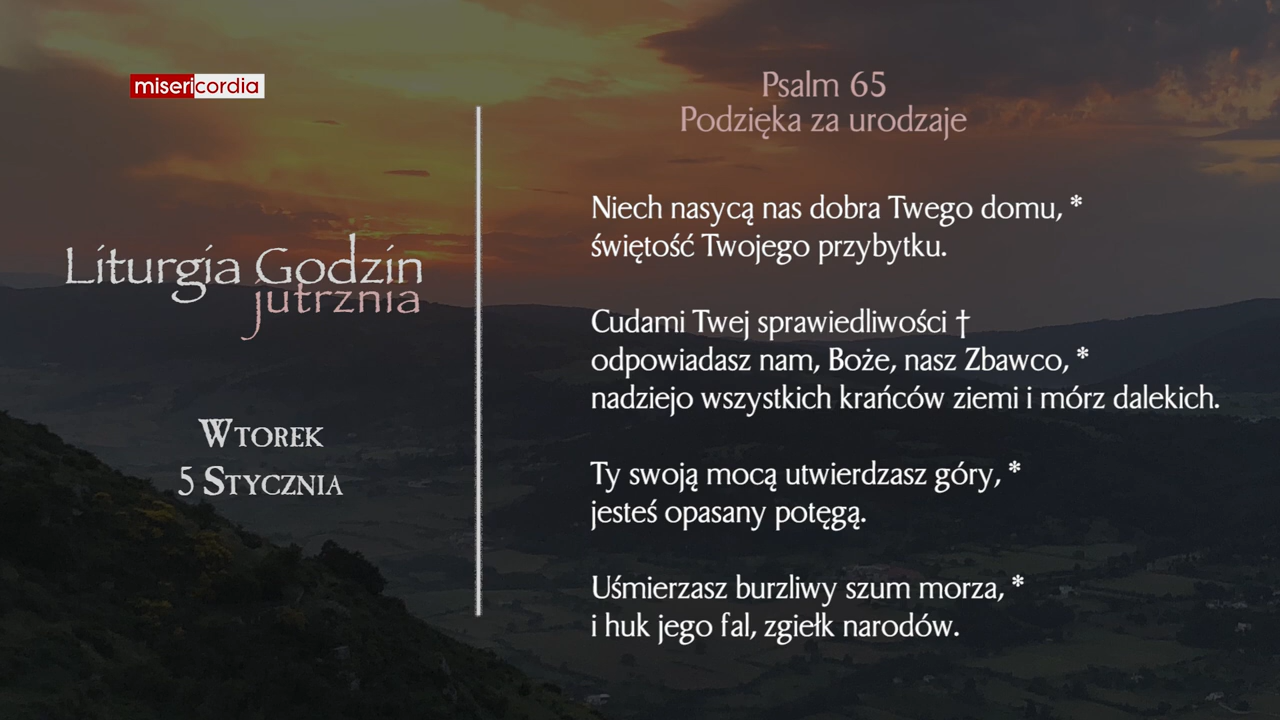 misericordia
Liturgia Godzin
jutrznia
Wtorek
5 Stycznia
Psalm 65
Podzięka za urodzaje
Niech nasycą nas dobra Twego domu, *
świętość Twojego przybytku.
Cudami Twej sprawiedliwości †
odpowiadasz nam, Boże, nasz Zbawco, *
nadziejo wszystkich krańców ziemi i mórz dalekich.
Ty swoją mocą utwierdzasz góry, *
jesteś opasany potęgą.
Uśmierzasz burzliwy szum morza, *
i huk jego fal, zgiełk narodów.